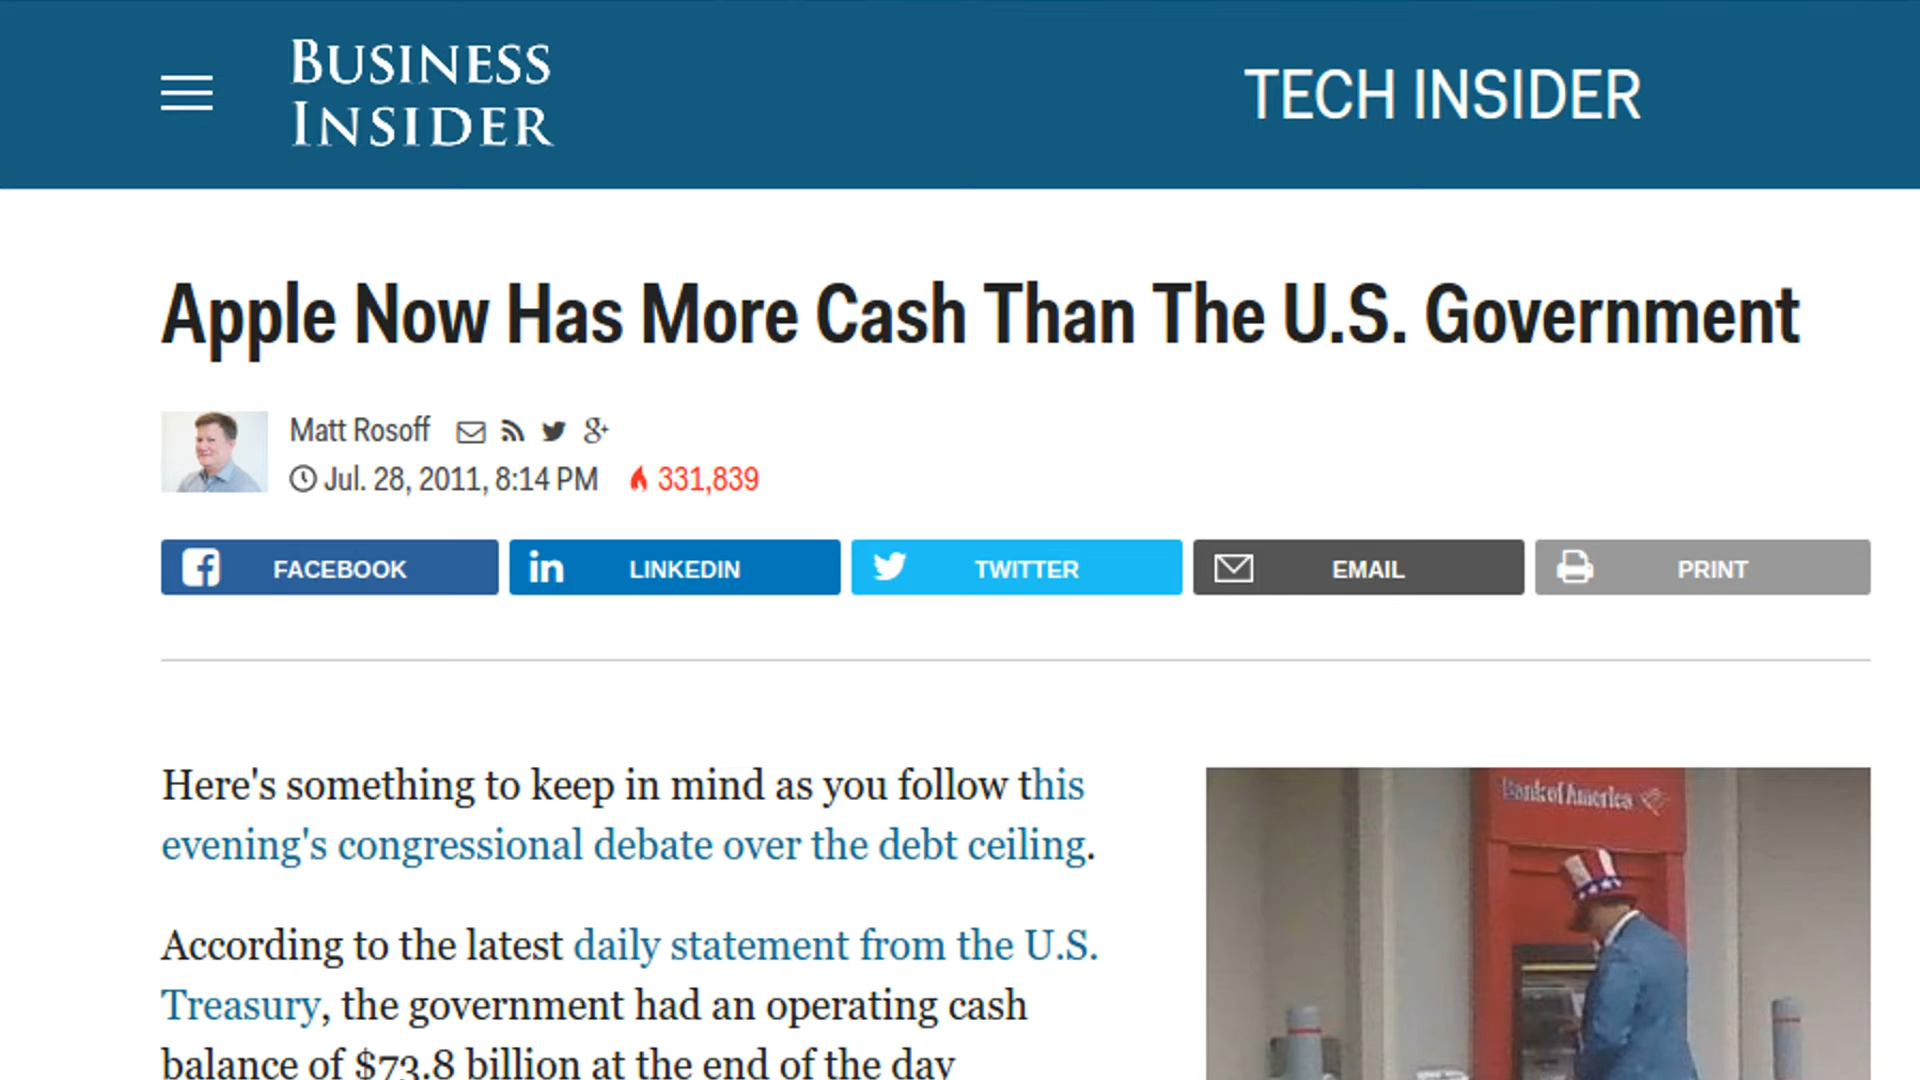 BUSINESS
INSIDER
TECH INSIDER
Apple Now Has More Cash Than The U.S. Government
Matt Rosoff
Jul. 28, 2011, 8:14 PM 331,839
FACEBOOK LINKEDIN TWITTER EMAIL PRINT
Here's something to keep in mind as you follow this
evening's congressional debate over the debt ceiling.
According to the latest daily statement from the U.S.
Treasury, the government had an operating cash
balance of $73.8 billion at the end of the day
Bank of America